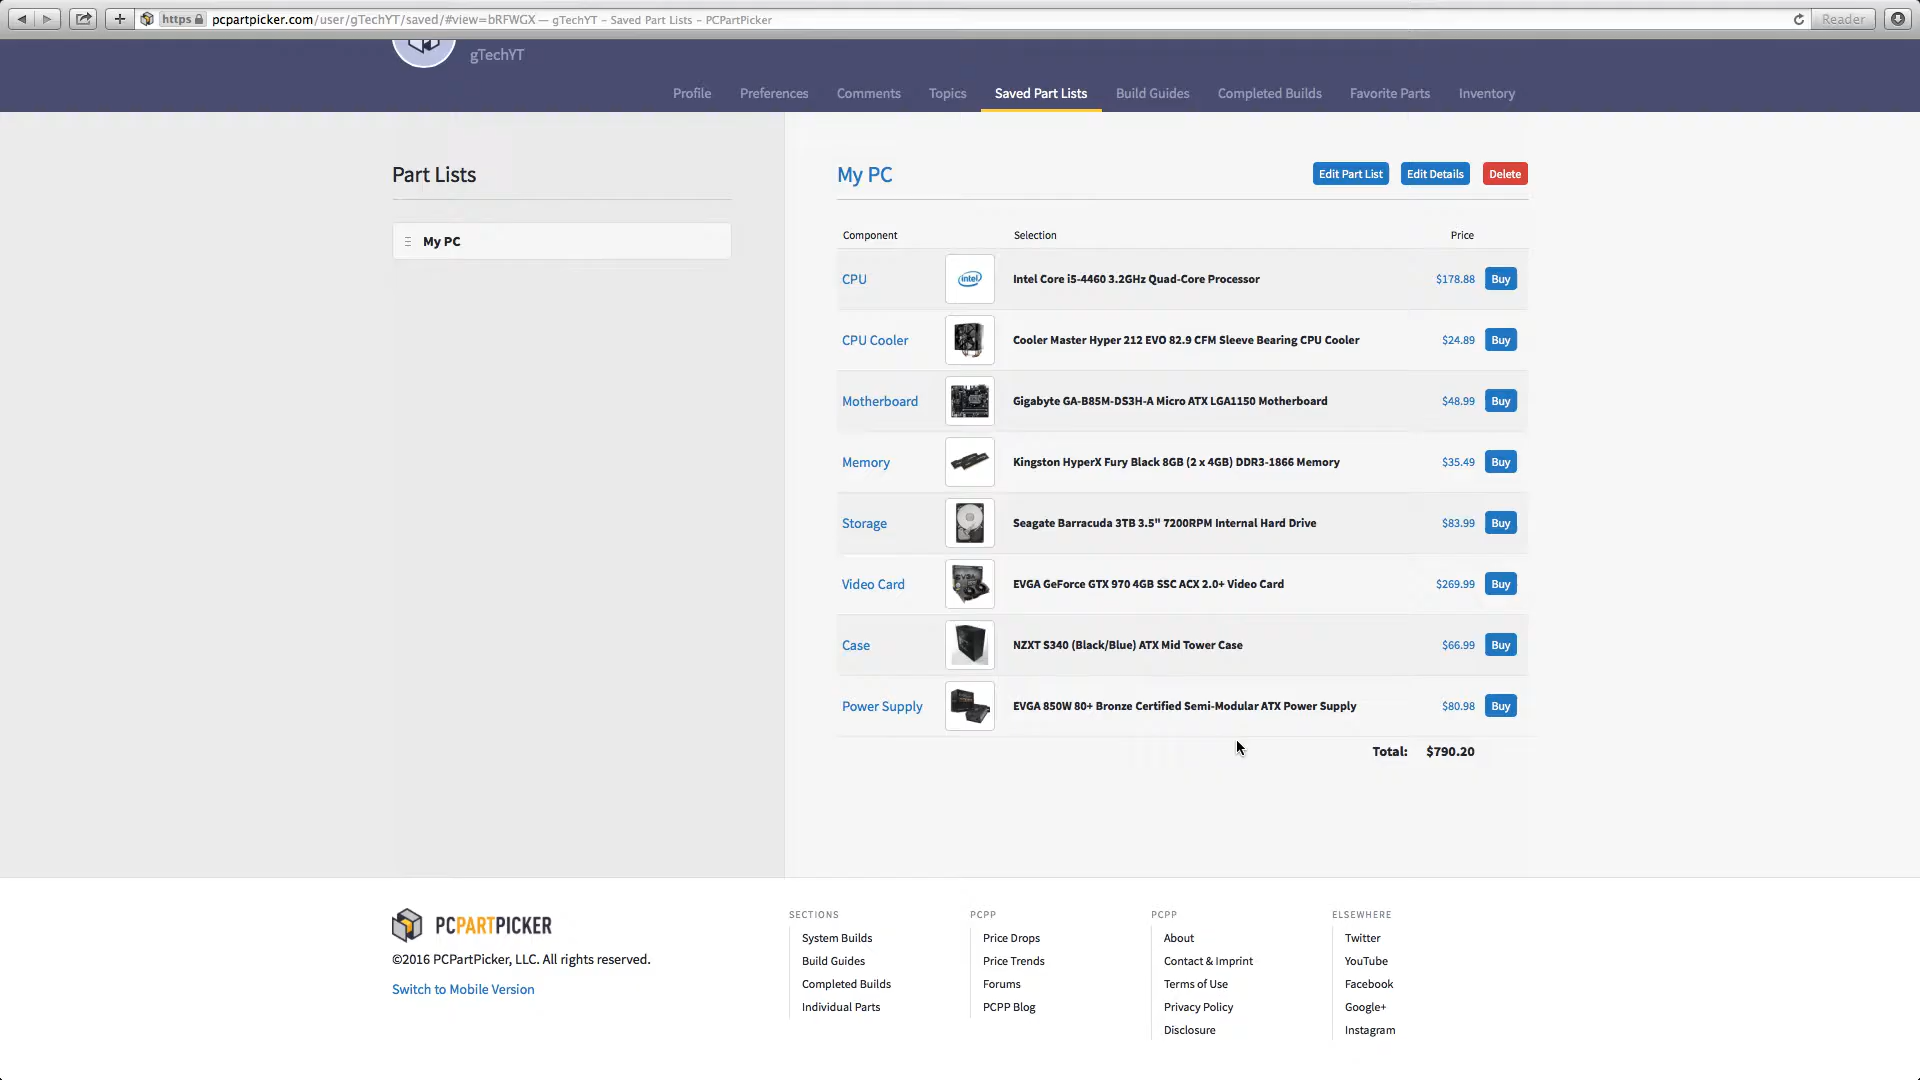 https pcpartpicker.com/user/gTechYT/saved/#view=bRFWGX — gTechYT - Saved Part Lists - PCPartPicker
Reader
gTechYT
Profile Preferences Comments Topics Saved Part Lists Build Guides Completed Builds Favorite Parts Inventory
Part Lists
My PC
My PC
Edit Part List Edit Details Delete
Component Selection Price
CPU intel Intel Core i5-4460 3.2GHz Quad-Core Processor $178.88 Buy
CPU Cooler Cooler Master Hyper 212 EVO 82.9 CFM Sleeve Bearing CPU Cooler $24.89 Buy
Motherboard Gigabyte GA-B85M-DS3H-A Micro ATX LGA1150 Motherboard $48.99 Buy
Memory Kingston HyperX Fury Black 8GB (2 x 4GB) DDR3-1866 Memory $35.49 Buy
Storage Seagate Barracuda 3TB 3.5" 7200RPM Internal Hard Drive $83.99 Buy
Video Card EVGA EVGA GeForce GTX 970 4GB SSC ACX 2.0+ Video Card $269.99 Buy
Case NZXT S340 (Black/Blue) ATX Mid Tower Case $66.99 Buy
Power Supply EVGA 850W 80+ Bronze Certified Semi-Modular ATX Power Supply $80.98 Buy
Total: $790.20
PCPARTPICKER
©2016 PCPartPicker, LLC. All rights reserved.
Switch to Mobile Version
SECTIONS
System Builds
Build Guides
Completed Builds
Individual Parts
PCPP
Price Drops
Price Trends
Forums
PCPP Blog
PCPP
About
Contact & Imprint
Terms of Use
Privacy Policy
Disclosure
ELSEWHERE
Twitter
YouTube
Facebook
Google+
Instagram